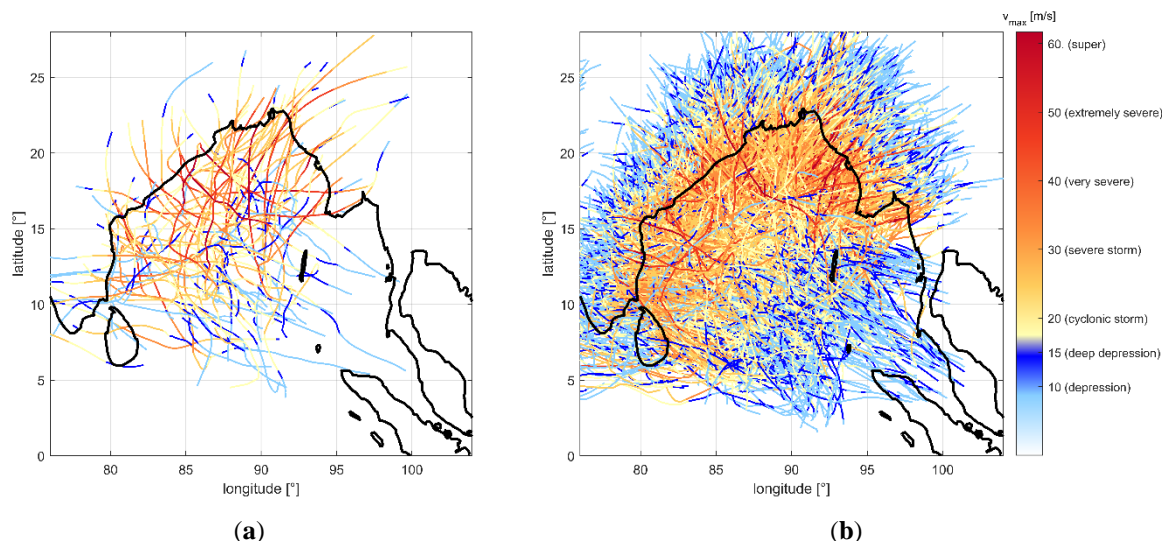 v_max [m/s]
60. (super)
50 (extremely severe)
40 (very severe)
30 (severe storm)
20 (cyclonic storm)
15 (deep depression)
10 (depression)
25
20
15
10
5
0
latitude [°]
80 85 90 95 100
longitude [°]
(a)
25
20
15
10
5
0
latitude [°]
80 85 90 95 100
longitude [°]
(b)